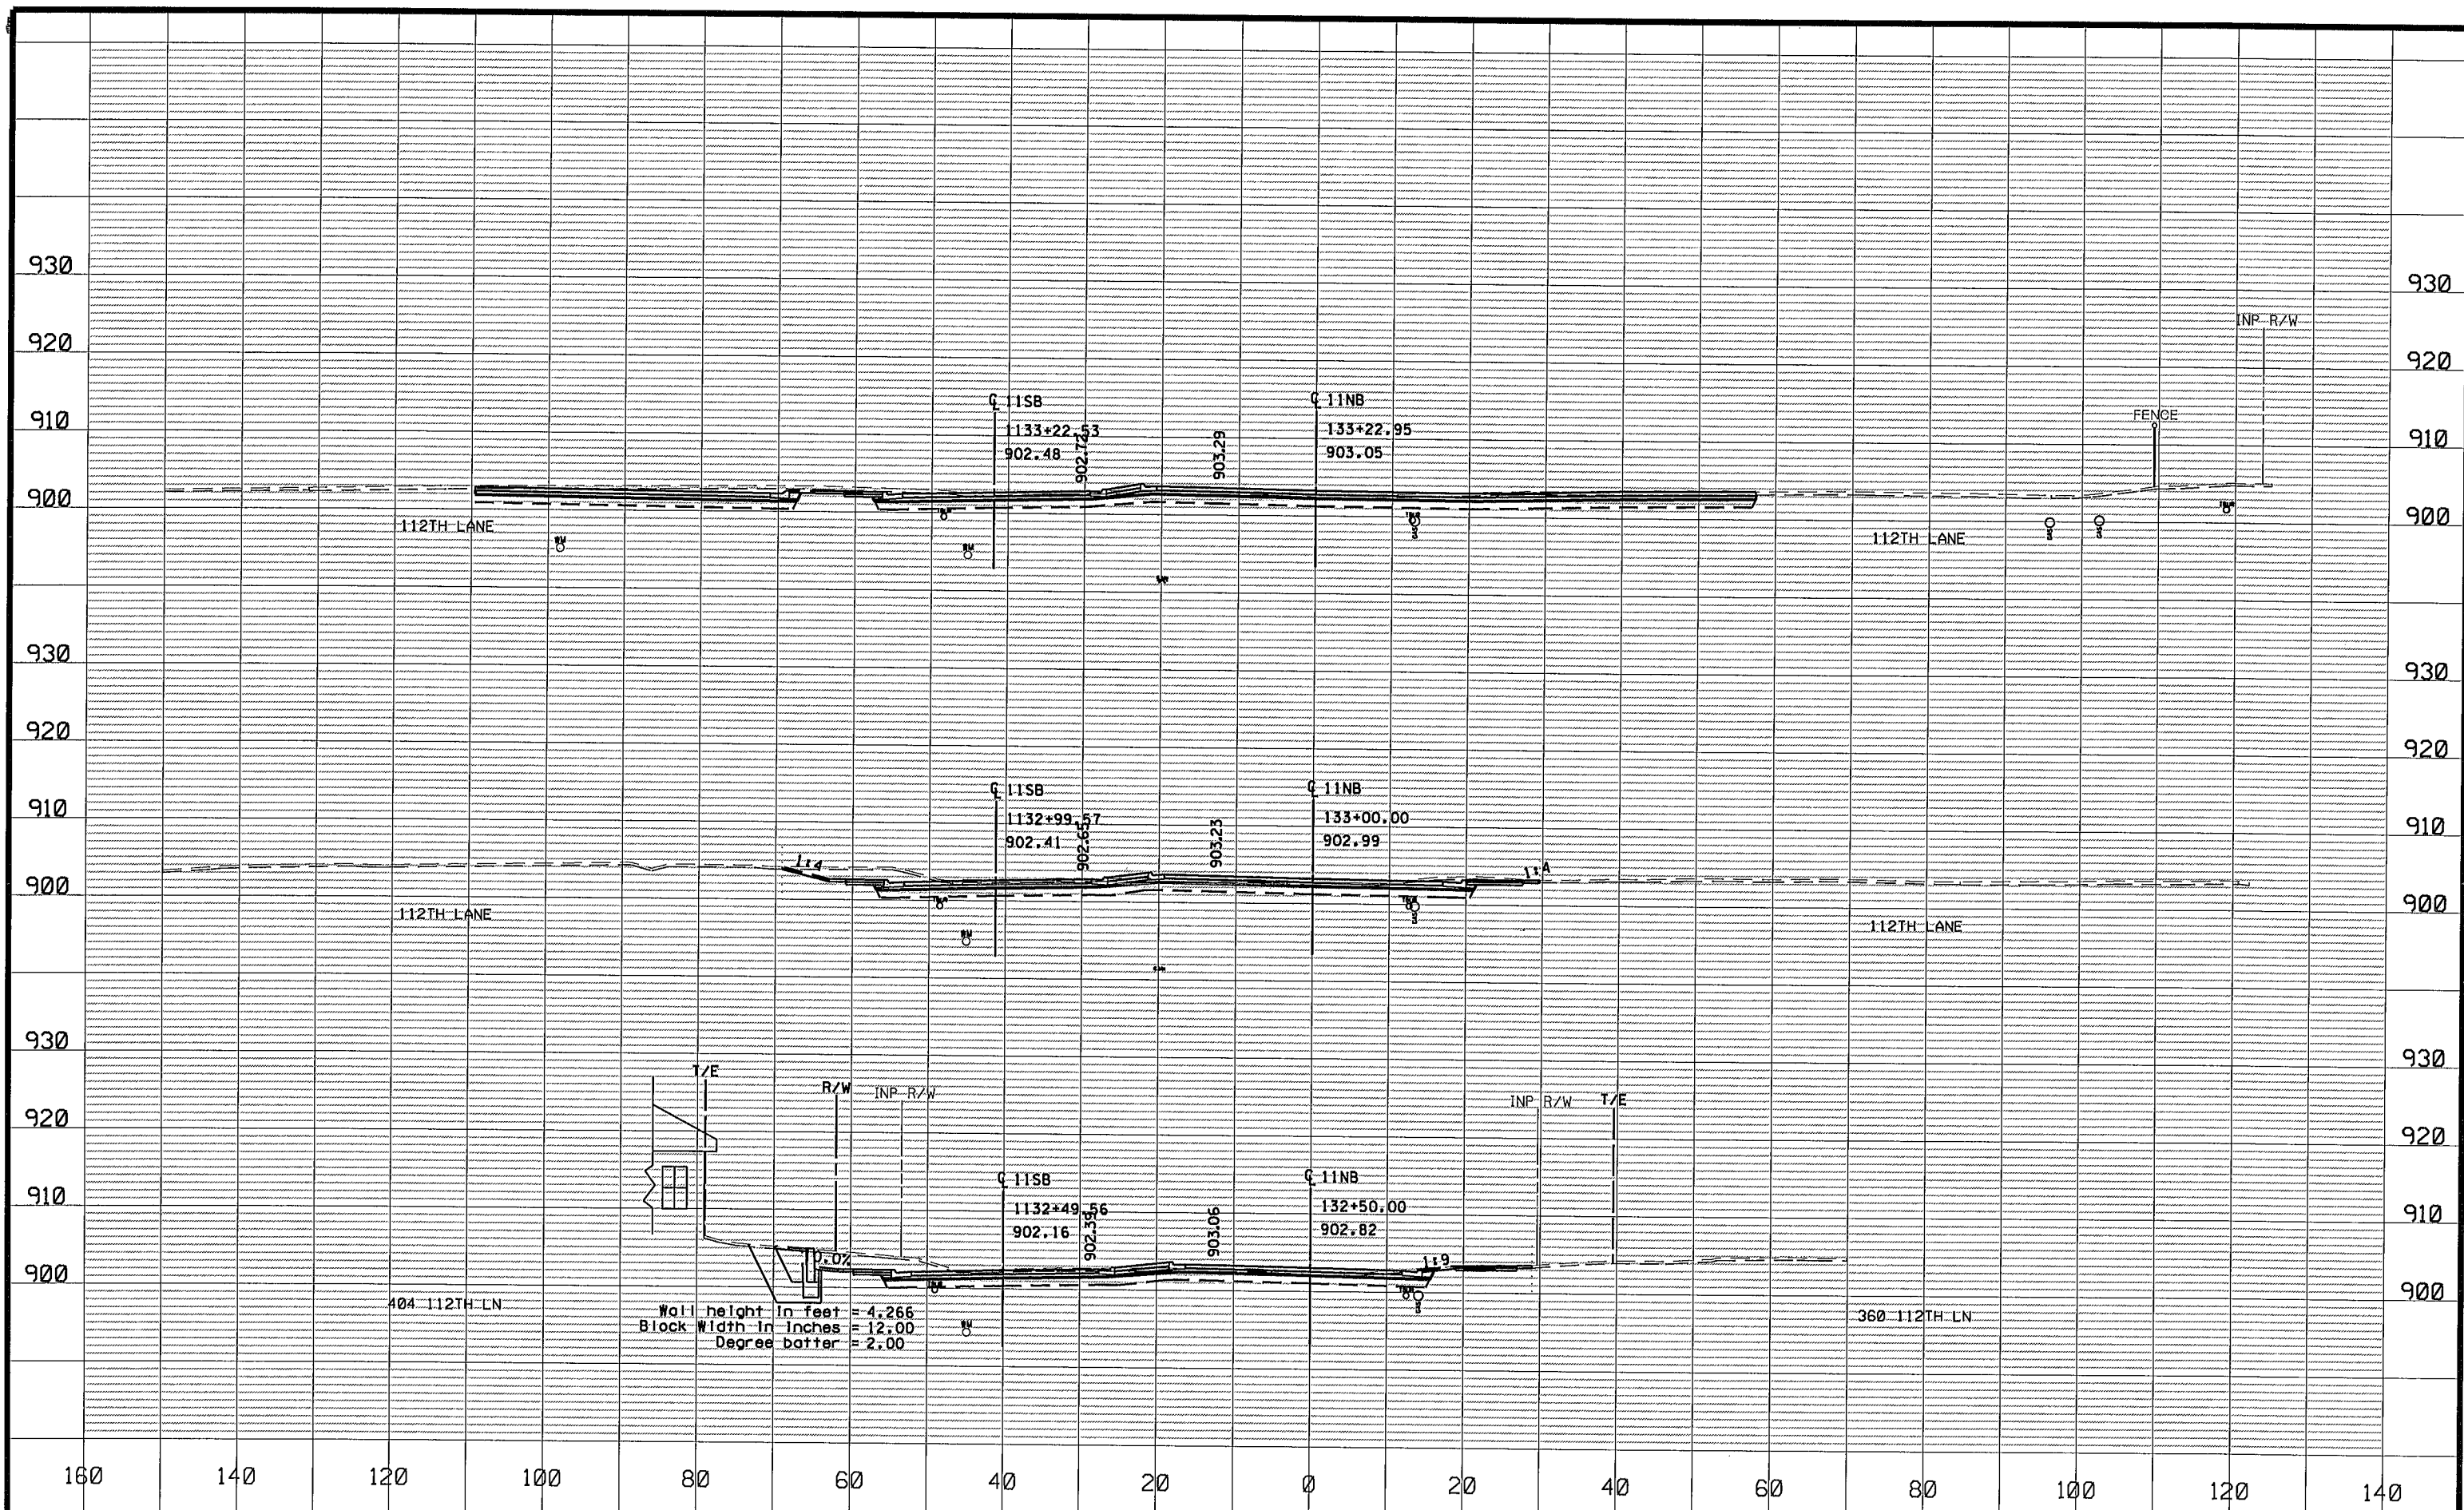 930
930
INP R/W
920
920
₵ 11SB
₵ 11NB
FENCE
910
1133+22.53
902.72
903.29
133+22.95
910
902.48
903.05
900
900
112TH LANE
112TH LANE
930
930
920
920
₵ 11SB
₵ 11NB
910
1132+99.57
902.65
903.23
133+00.00
910
902.41
902.99
1:4
1:A
900
900
112TH LANE
112TH LANE
930
930
T/E
R/W
INP R/W
INP R/W
T/E
920
920
₵ 11SB
₵ 11NB
910
1132+49.56
902.39
903.06
132+50.00
910
902.16
902.82
0.0%
1:9
900
900
404 112TH LN
360 112TH LN
Wall height in feet = 4.266
Block Width in Inches = 12.00
Degree batter = 2.00
160 140 120 100 80 60 40 20 0 20 40 60 80 100 120 140